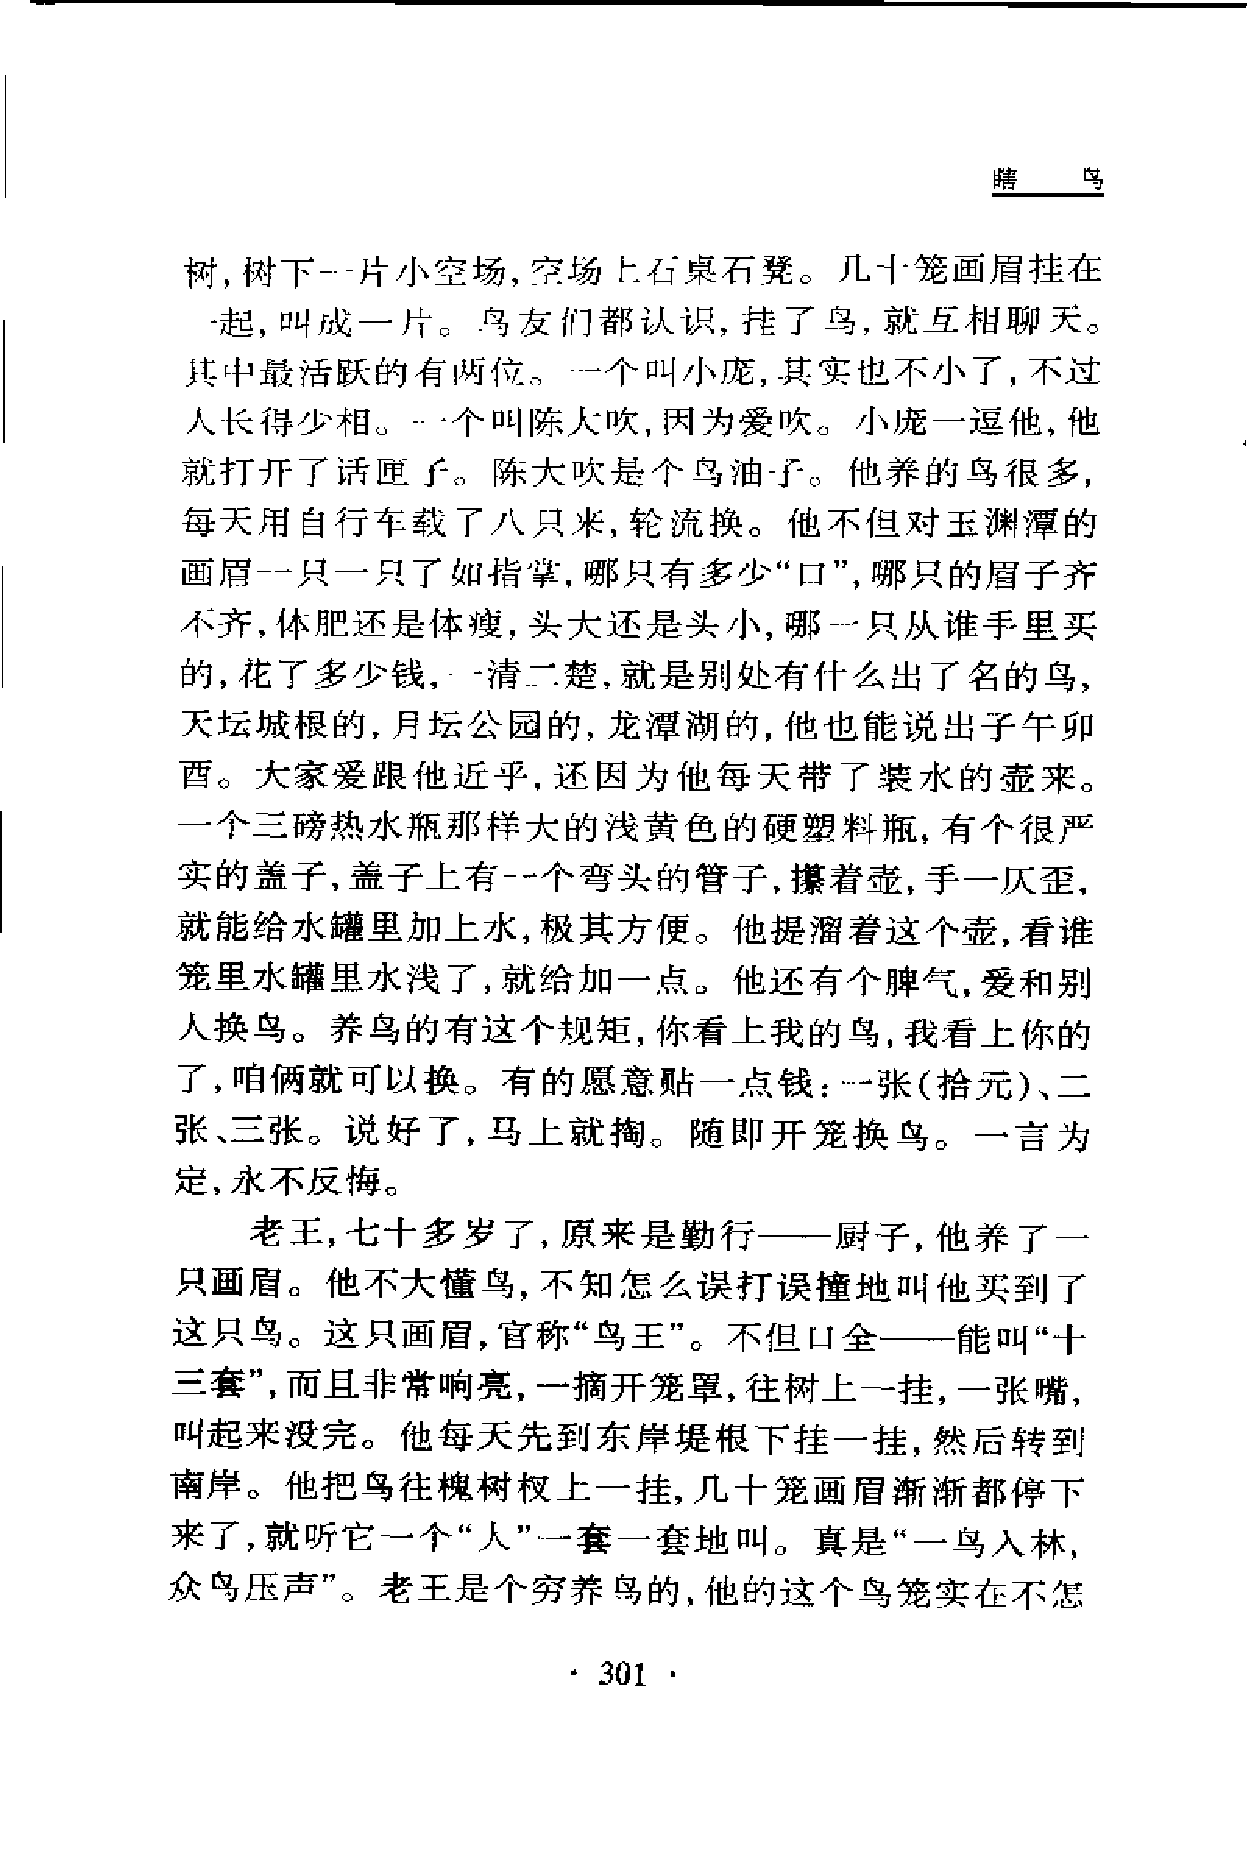 瞎 鸟
树,树下一片小空场,空场上石桌石凳。几十笼画眉挂在
一起,叫成一片。鸟友们都认识,挂了鸟,就互相聊天。
其中最活跃的有两位。一个叫小庞,其实也不小了,不过
人长得少相。一个叫陈大吹,因为爱吹。小庞一逗他,他
就打开了话匣子。陈大吹是个鸟油子。他养的鸟很多,
每天用自行车载了八只来,轮流换。他不但对玉渊潭的
画眉一只一只了如指掌,哪只有多少“口”,哪只的眉子齐
不齐,体肥还是体瘦,头大还是头小,哪一只从谁手里买
的,花了多少钱,一清二楚,就是别处有什么出了名的鸟,
天坛城根的,月坛公园的,龙潭湖的,他也能说出子午卯
酉。大家爱跟他近乎,还因为他每天带了装水的壶来。
一个三磅热水瓶那样大的浅黄色的硬塑料瓶,有个很严
实的盖子,盖子上有一个弯头的管子,攥着壶,手一仄歪,
就能给水罐里加上水,极其方便。他提溜着这个壶,看谁
笼里水罐里水浅了,就给加一点。他还有个脾气,爱和别
人换鸟。养鸟的有这个规矩,你看上我的鸟,我看上你的
了,咱俩就可以换。有的愿意贴一点钱:一张(拾元)、二
张、三张。说好了,马上就掏。随即开笼换鸟。一言为
定,永不反悔。
老王,七十多岁了,原来是勤行——厨子,他养了一
只画眉。他不大懂鸟,不知怎么误打误撞地叫他买到了
这只鸟。这只画眉,官称“鸟王”。不但口全——能叫“十
三套”,而且非常响亮,一摘开笼罩,往树上一挂,一张嘴,
叫起来没完。他每天先到东岸堤根下挂一挂,然后转到
南岸。他把鸟往槐树杈上一挂,几十笼画眉渐渐都停下
来了,就听它一个“人”一套一套地叫。真是“一鸟入林,
众鸟压声”。老王是个穷养鸟的,他的这个鸟笼实在不怎
· 301 ·